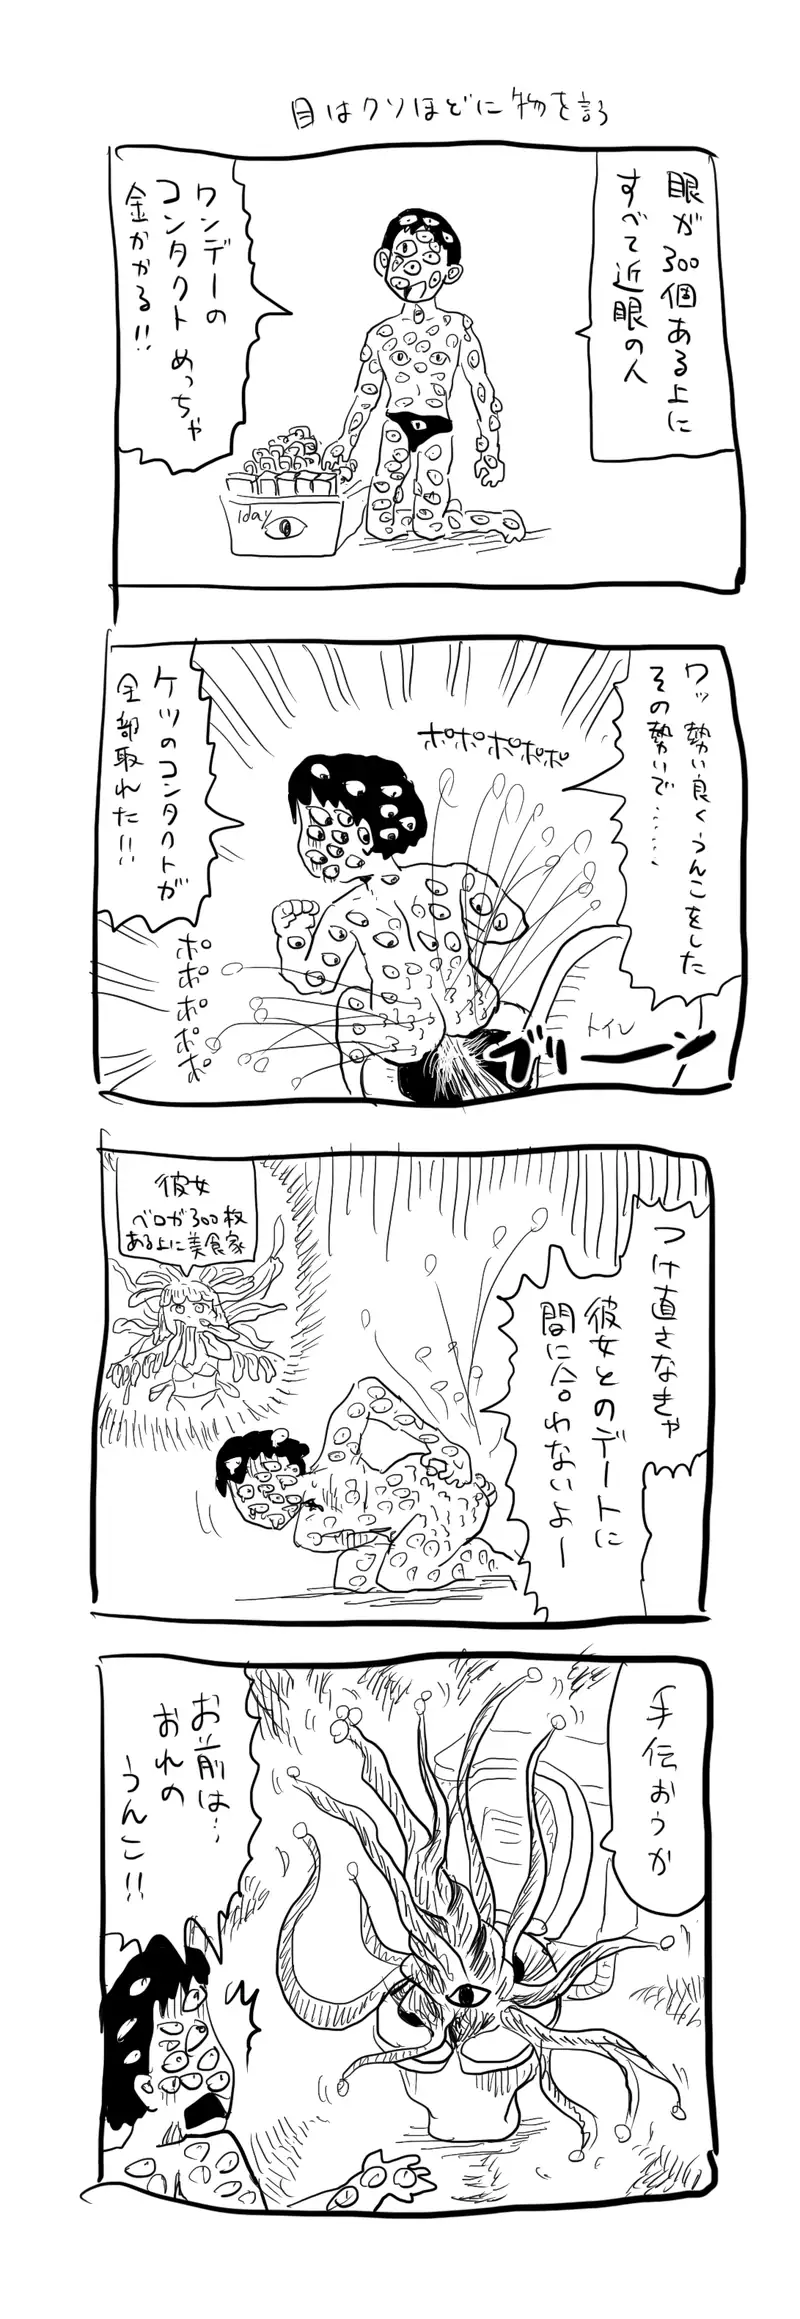 目はクソほどに物を言う
眼が300個ある上に
すべて近眼の人
ワンデーの
コンタクトめっちゃ
金かかる!!
1day
ワッ 勢い良くうんこをした
その勢いで……
ポポポポポ
ケツのコンタクトが
全部取れた!!
ポポポポポ
トイレ
ブリーーン
つけ直さなきゃ
彼女とのデートに
間に合わないよー
彼女
ベロが300枚
ある上に美食家
手伝おうか
お前は…
おれの
うんこ!!